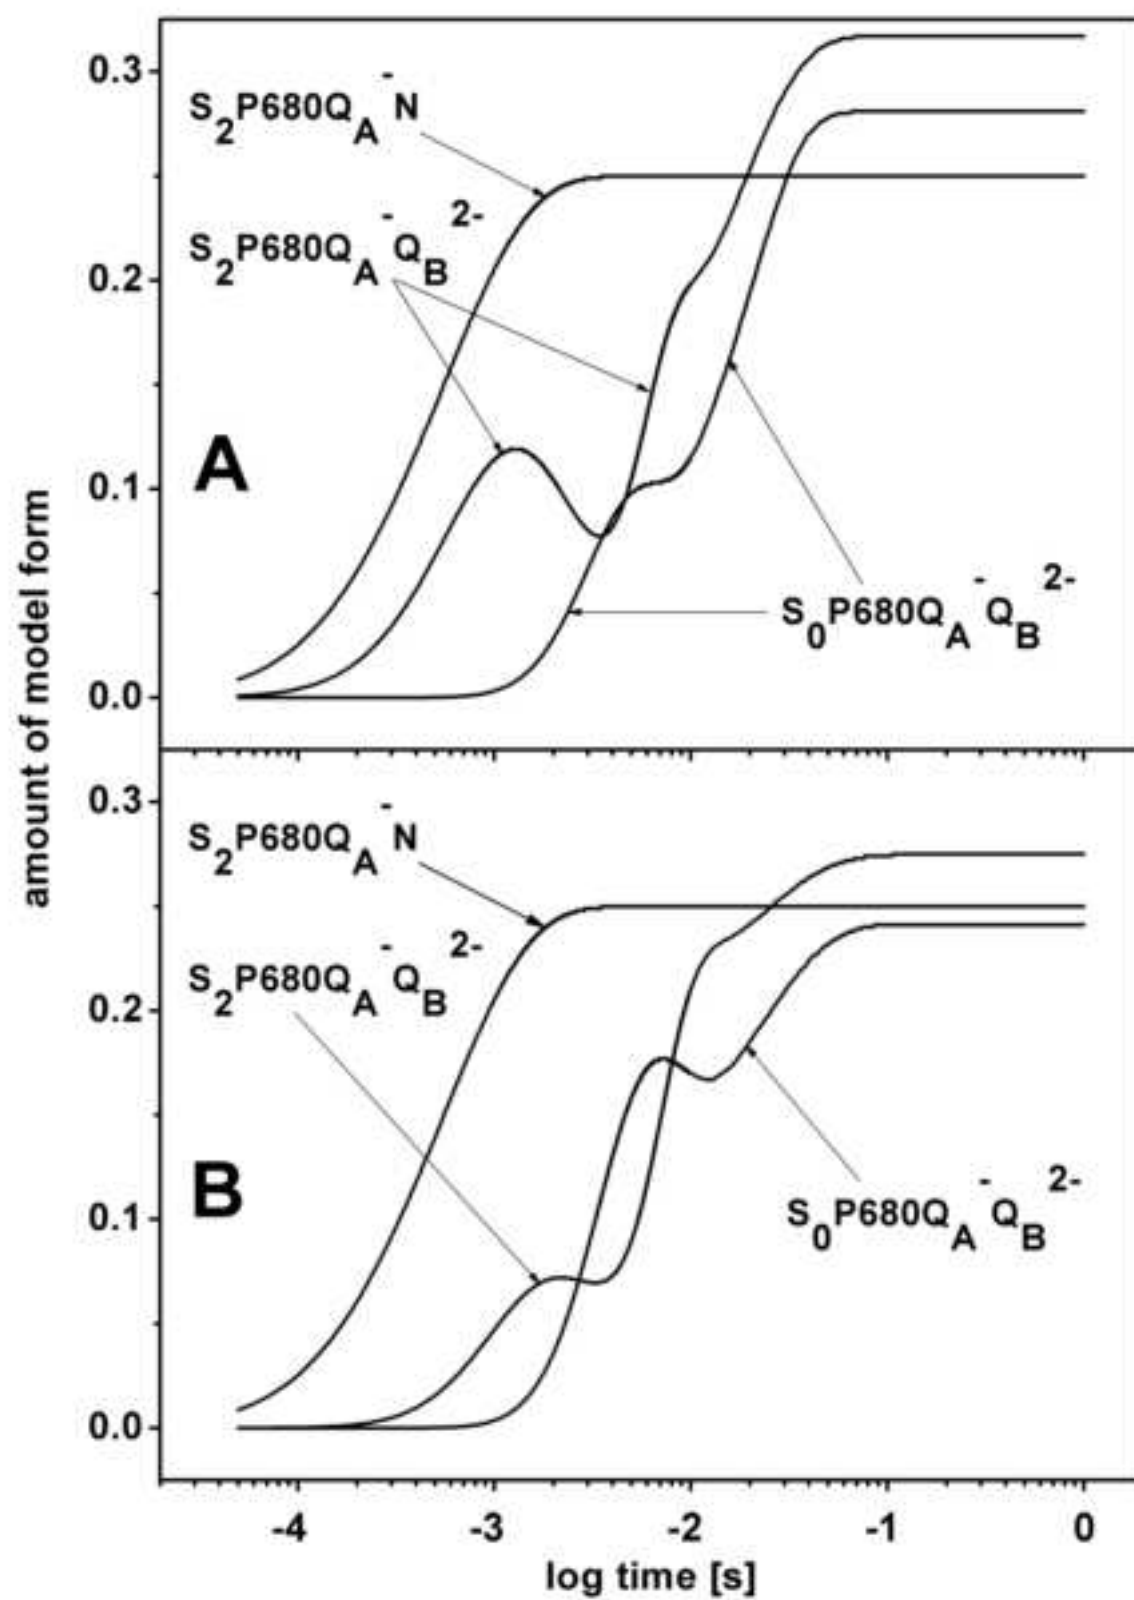 0.3
S2P680QA-N
S2P680QA-QB2-
0.2
A
0.1
S0P680QA-QB2-
0.0
amount of model form
0.3
S2P680QA-N
S2P680QA-QB2-
0.2
B
0.1
S0P680QA-QB2-
0.0
-4 -3 -2 -1 0
log time [s]